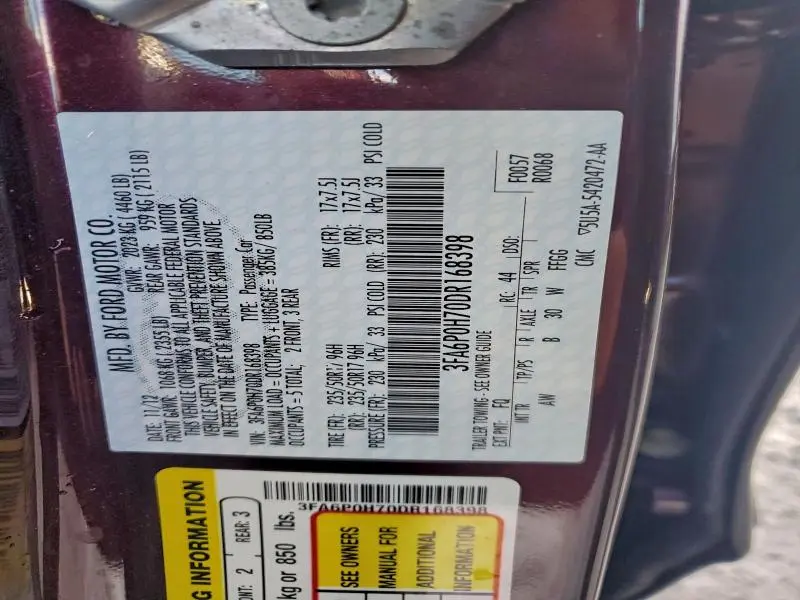 MFD. BY FORD MOTOR CO.
DATE: 11/12 GVWR: 2023 KG ( 4460 LB)
FRONT GAWR: 1068 KG ( 2355 LB) REAR GAWR: 959 KG ( 2115 LB)
THIS VEHICLE CONFORMS TO ALL APPLICABLE FEDERAL MOTOR
VEHICLE SAFETY, BUMPER, AND THEFT PREVENTION STANDARDS
IN EFFECT ON THE DATE OF MANUFACTURE SHOWN ABOVE.
VIN: 3FA6P0H70DR168398 TYPE: Passenger Car
MAXIMUM LOAD = OCCUPANTS + LUGGAGE = 385KG/ 850LB
OCCUPANTS = 5 TOTAL; 2 FRONT, 3 REAR
TIRE (FR): 235/50R17 96H RIMS (FR): 17x7.5J
(RR): 235/50R17 96H (RR): 17x7.5J
PRESSURE (FR): 230 kPa/ 33 PSI COLD (RR): 230 kPa/ 33 PSI COLD
3FA6P0H70DR168398
TRAILER TOWING - SEE OWNER GUIDE
F0057
R0068
EXT PNT: FQ RC: 44 DSO:
INT TR TP/PS R AXLE TR SPR
AW B 30 W FFGG
CMC 5U5A-5420472-AA
3FA6P0H70DR168398
G INFORMATION
2 REAR: 3
kg or 850 lbs.
SEE OWNERS
MANUAL FOR
ADDITIONAL
INFORMATION